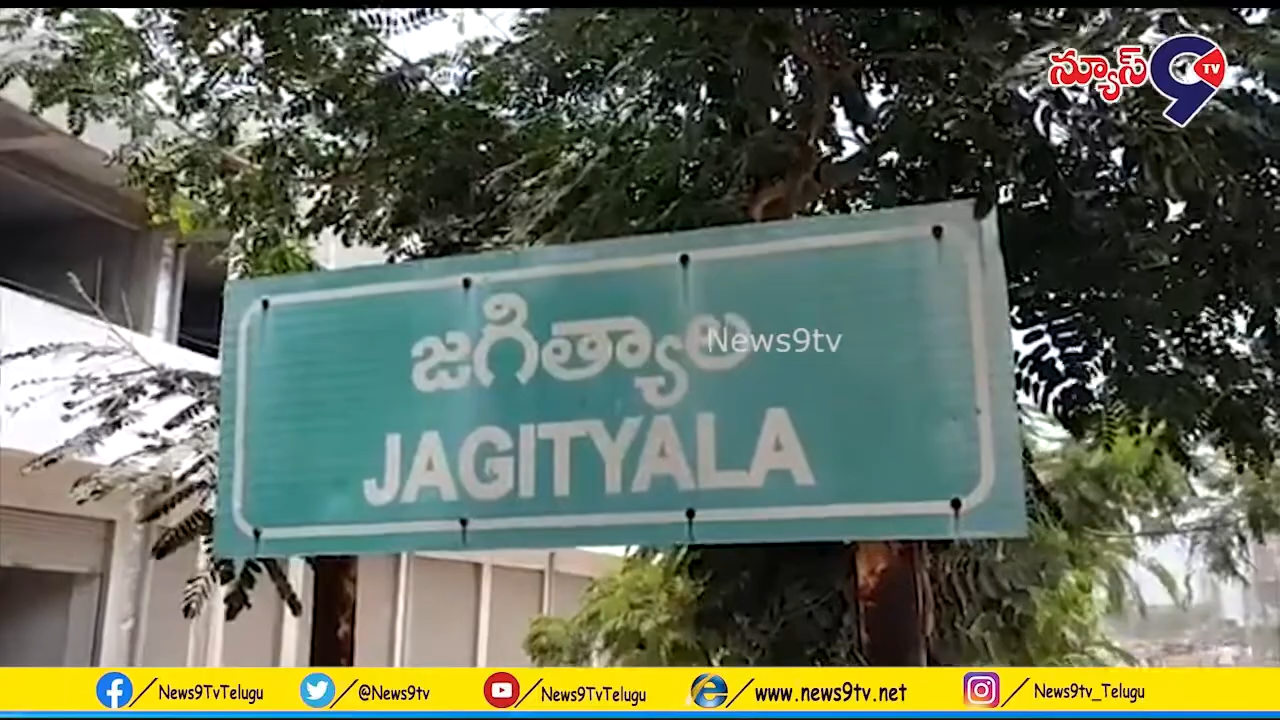 న్యూస్ 9 TV
జగిత్యాల
News9tv
JAGITYALA
News9TvTelugu
@News9tv
News9TvTelugu
www.news9tv.net
News9tv_Telugu